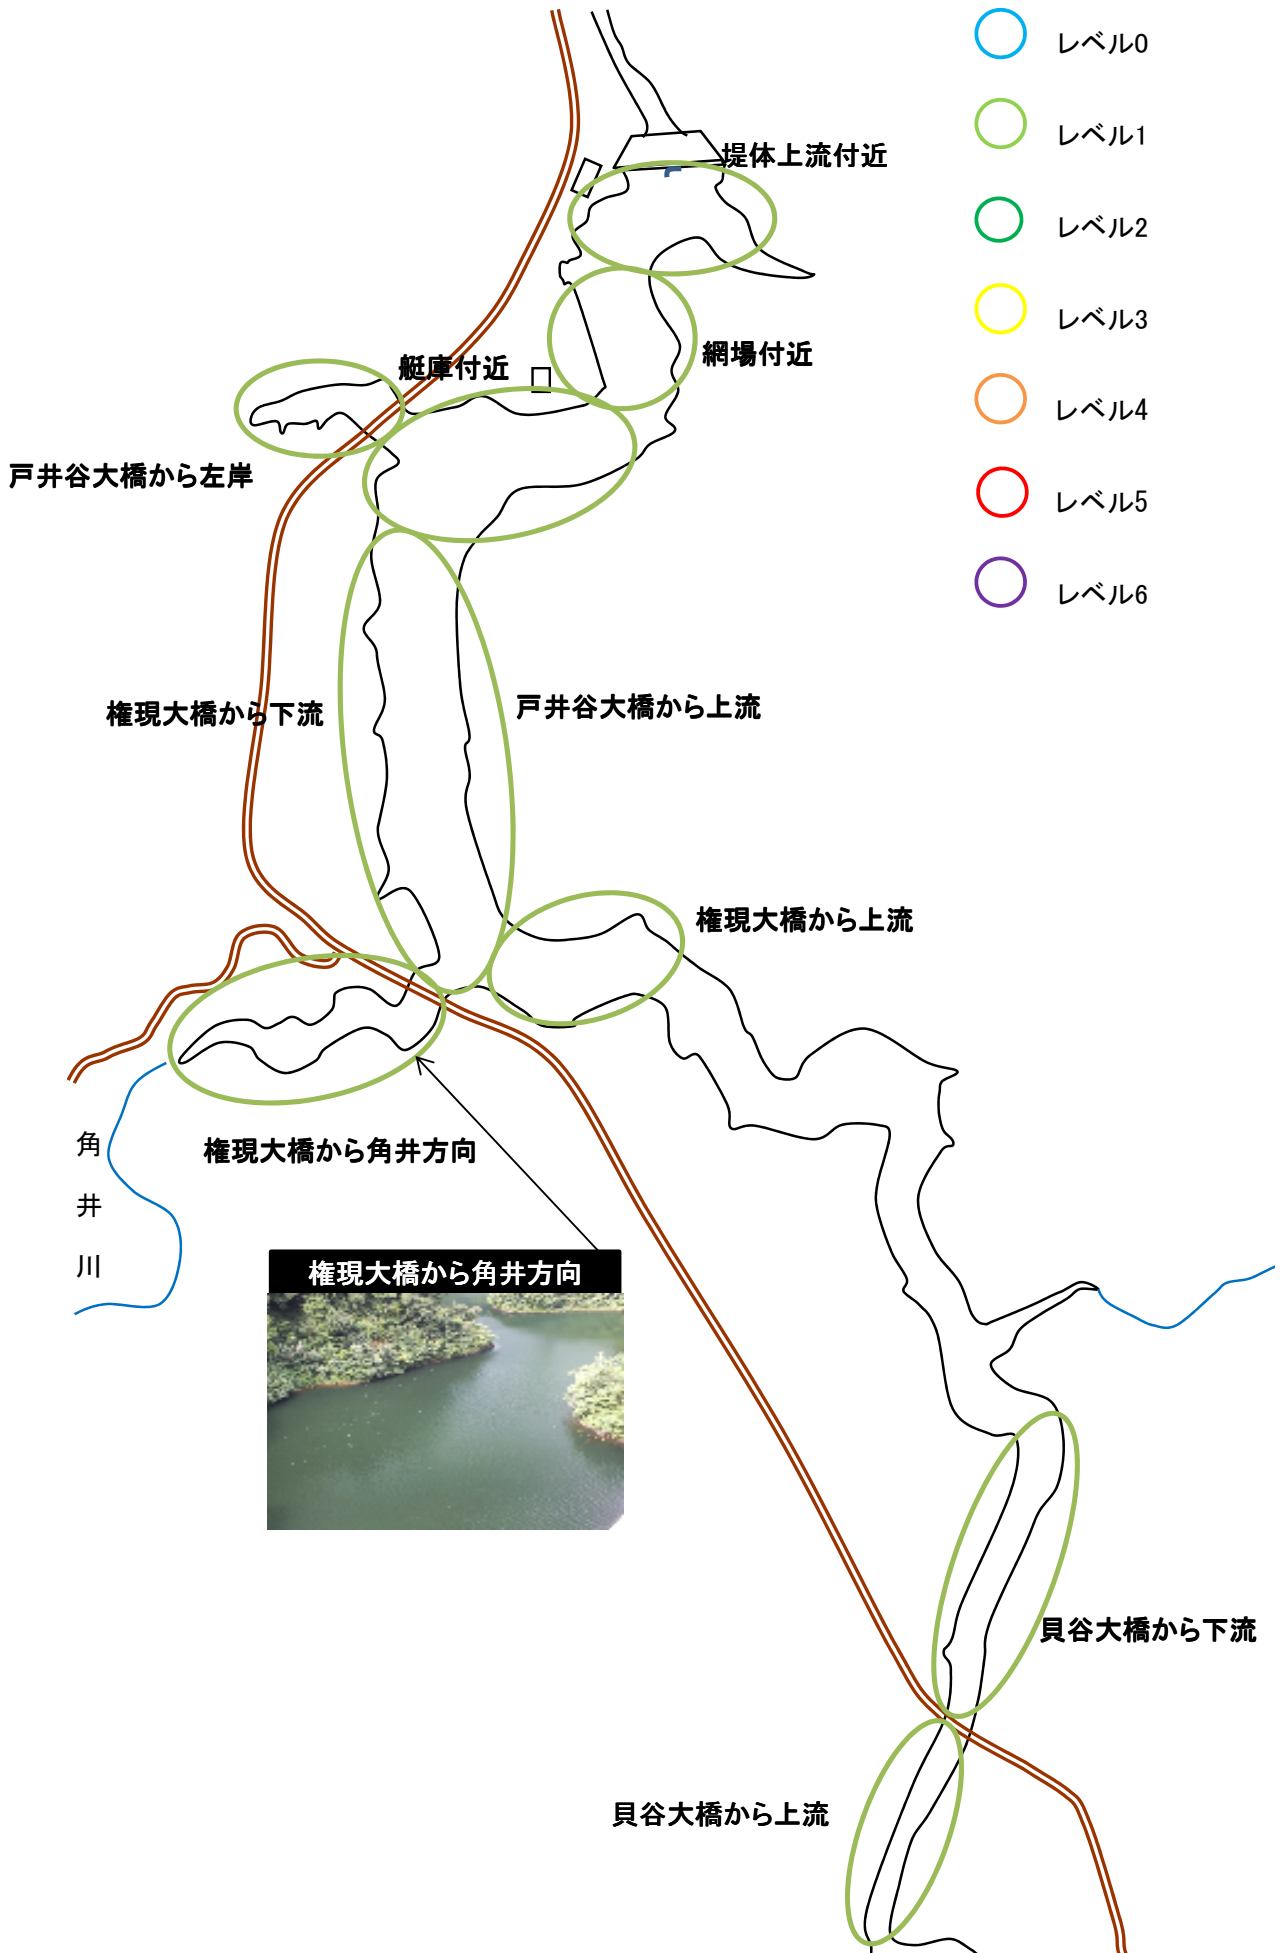 レベル0
レベル1
堤体上流付近
レベル2
レベル3
網場付近
艇庫付近
レベル4
戸井谷大橋から左岸
レベル5
レベル6
権現大橋から下流
戸井谷大橋から上流
権現大橋から上流
角
井
川
権現大橋から角井方向
権現大橋から角井方向
貝谷大橋から下流
貝谷大橋から上流